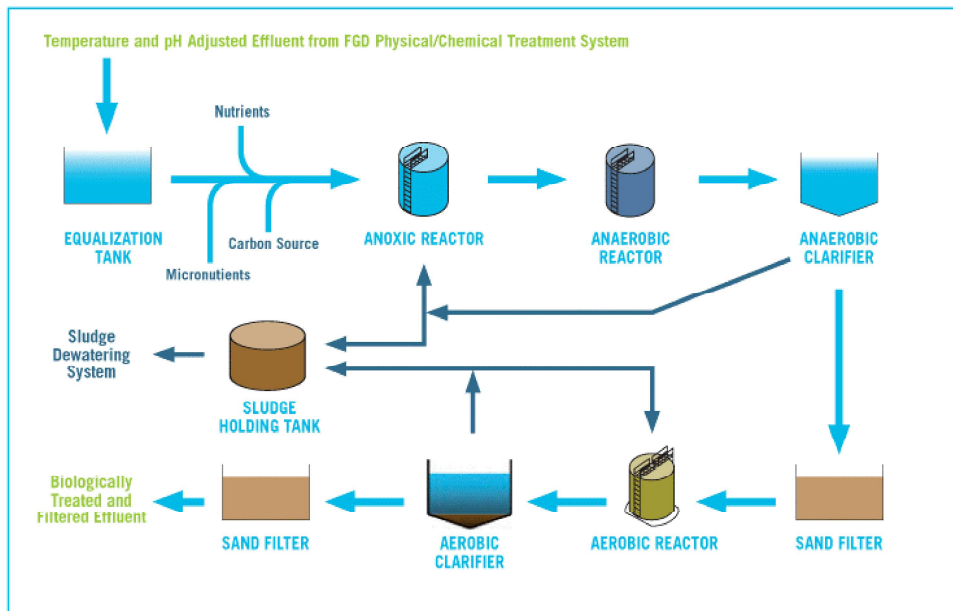 Temperature and pH Adjusted Effluent from FGD Physical/Chemical Treatment System
Nutrients
EQUALIZATION
TANK
Micronutients
Carbon Source
ANOXIC REACTOR
ANAEROBIC
REACTOR
ANAEROBIC
CLARIFIER
Sludge
Dewatering
System
SLUDGE
HOLDING TANK
Biologically
Treated and
Filtered Effluent
SAND FILTER
AEROBIC
CLARIFIER
AEROBIC REACTOR
SAND FILTER